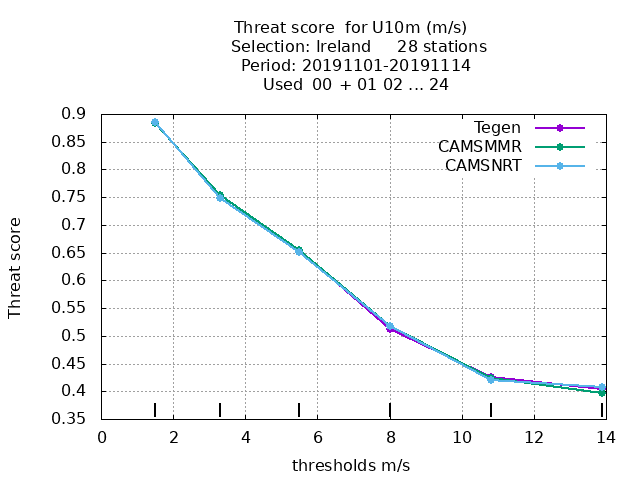 Threat score  for U10m (m/s)
Selection: Ireland     28 stations
Period: 20191101-20191114
Used  00 + 01 02 ... 24
Tegen
CAMSMMR
CAMSNRT
0.9
0.85
0.8
0.75
0.7
0.65
0.6
0.55
0.5
0.45
0.4
0.35
Threat score
0 2 4 6 8 10 12 14
thresholds m/s